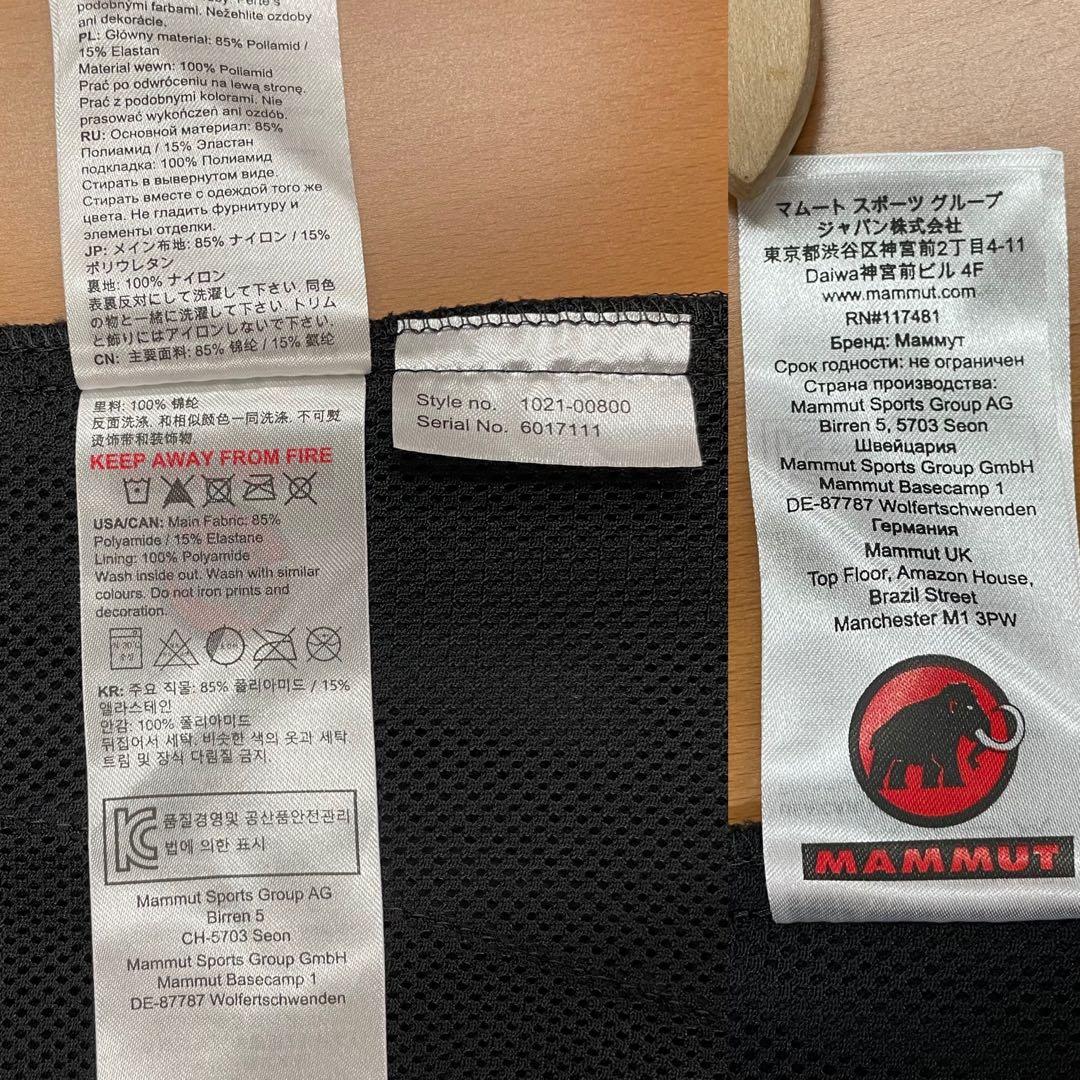 podobnými farbami. Nežehlite ozdoby
ani dekorácie.
PL: Główny materiał: 85% Poliamid /
15% Elastan
Material wewn: 100% Poliamid
Prać po odwróceniu na lewą stronę.
Prać z podobnymi kolorami. Nie
prasować wykończeń ani ozdób.
RU: Основной материал: 85%
Полиамид / 15% Эластан
подкладка: 100% Полиамид
Стирать в вывернутом виде.
Стирать вместе с одеждой того же
цвета. Не гладить фурнитуру и
элементы отделки.
JP: メイン布地: 85% ナイロン / 15%
ポリウレタン
裏地: 100% ナイロン
表裏反対にして洗濯して下さい. 同色
の物と一緒に洗濯して下さい. トリム
と飾りにはアイロンしないで下さい.
CN: 主要面料: 85% 锦纶 / 15% 氨纶
里料: 100% 锦纶
反面洗涤. 和相似颜色一同洗涤. 不可熨
烫饰带和装饰物.
KEEP AWAY FROM FIRE
USA/CAN: Main Fabric: 85%
Polyamide / 15% Elastane
Lining: 100% Polyamide
Wash inside out. Wash with similar
colours. Do not iron prints and
decoration.
KR: 주요 직물: 85% 폴리아미드 / 15%
엘라스테인
안감: 100% 폴리아미드
뒤집어서 세탁. 비슷한 색의 옷과 세탁
트림 및 장식 다림질 금지.
KC 품질경영및 공산품안전관리
법에 의한 표시
Mammut Sports Group AG
Birren 5
CH-5703 Seon
Mammut Sports Group GmbH
Mammut Basecamp 1
DE-87787 Wolfertschwenden
Style no. 1021-00800
Serial No. 6017111
マムート スポーツ グループ
ジャパン株式会社
東京都渋谷区神宮前2丁目4-11
Daiwa神宮前ビル 4F
www.mammut.com
RN#117481
Бренд: Маммут
Срок годности: не ограничен
Страна производства:
Mammut Sports Group AG
Birren 5, 5703 Seon
Швейцария
Mammut Sports Group GmbH
Mammut Basecamp 1
DE-87787 Wolfertschwenden
Германия
Mammut UK
Top Floor, Amazon House,
Brazil Street
Manchester M1 3PW
MAMMUT